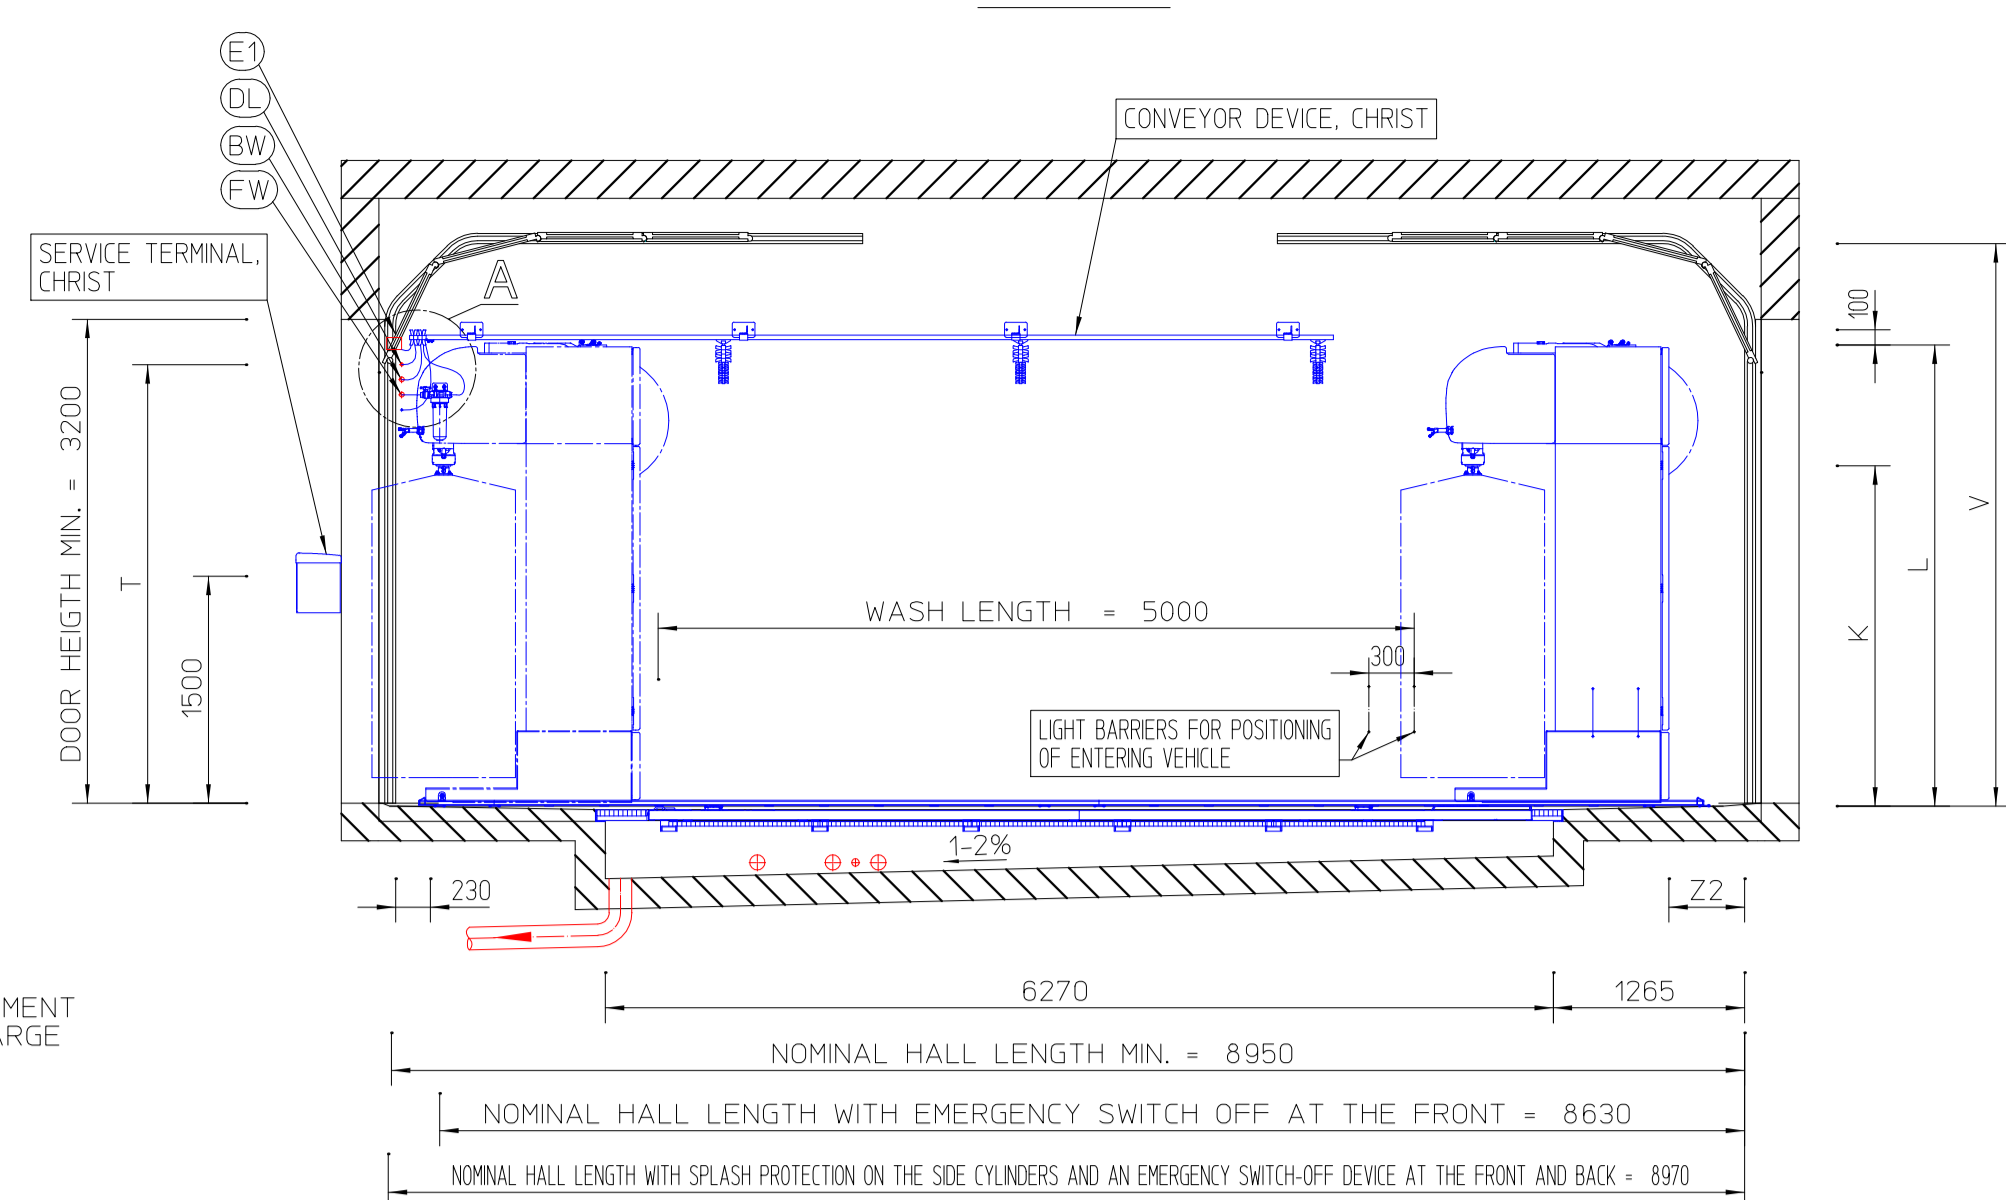 E1
DL
BW
FW
CONVEYOR DEVICE, CHRIST
SERVICE TERMINAL,
CHRIST
A
100
DOOR HEIGTH MIN. = 3200
T
1500
V
L
K
WASH LENGTH = 5000
300
LIGHT BARRIERS FOR POSITIONING
OF ENTERING VEHICLE
1-2%
230
Z2
6270
1265
MENT
ARGE
NOMINAL HALL LENGTH MIN. = 8950
NOMINAL HALL LENGTH WITH EMERGENCY SWITCH OFF AT THE FRONT = 8630
NOMINAL HALL LENGTH WITH SPLASH PROTECTION ON THE SIDE CYLINDERS AND AN EMERGENCY SWITCH-OFF DEVICE AT THE FRONT AND BACK = 8970